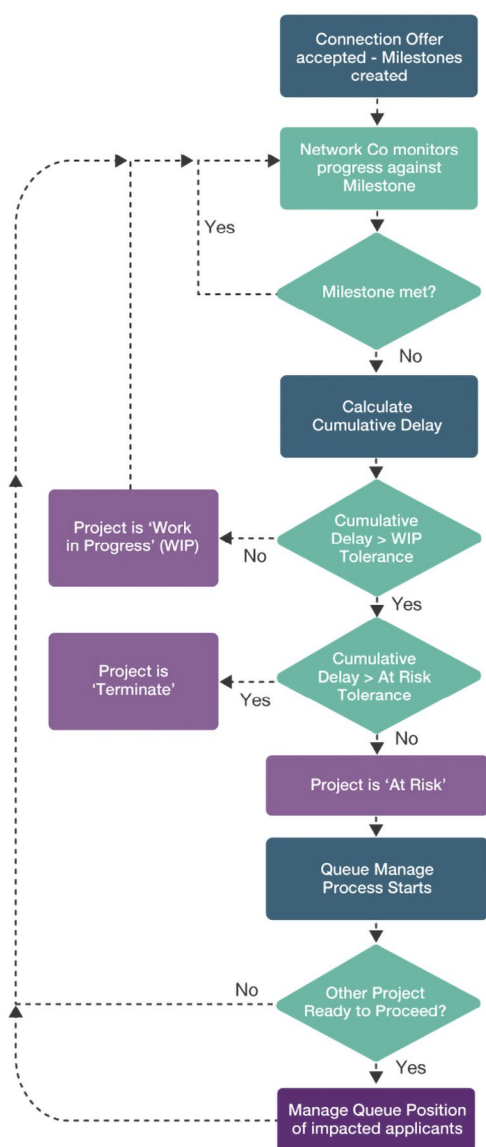 Connection Offer
accepted - Milestones
created
Network Co monitors
progress against
Milestone
Yes
Milestone met?
No
Calculate
Cumulative Delay
Project is ‘Work
in Progress’ (WIP)
No
Cumulative
Delay > WIP
Tolerance
Yes
Project is
‘Terminate’
Yes
Cumulative
Delay > At Risk
Tolerance
No
Project is ‘At Risk’
Queue Manage
Process Starts
No
Other Project
Ready to Proceed?
Yes
Manage Queue Position
of impacted applicants